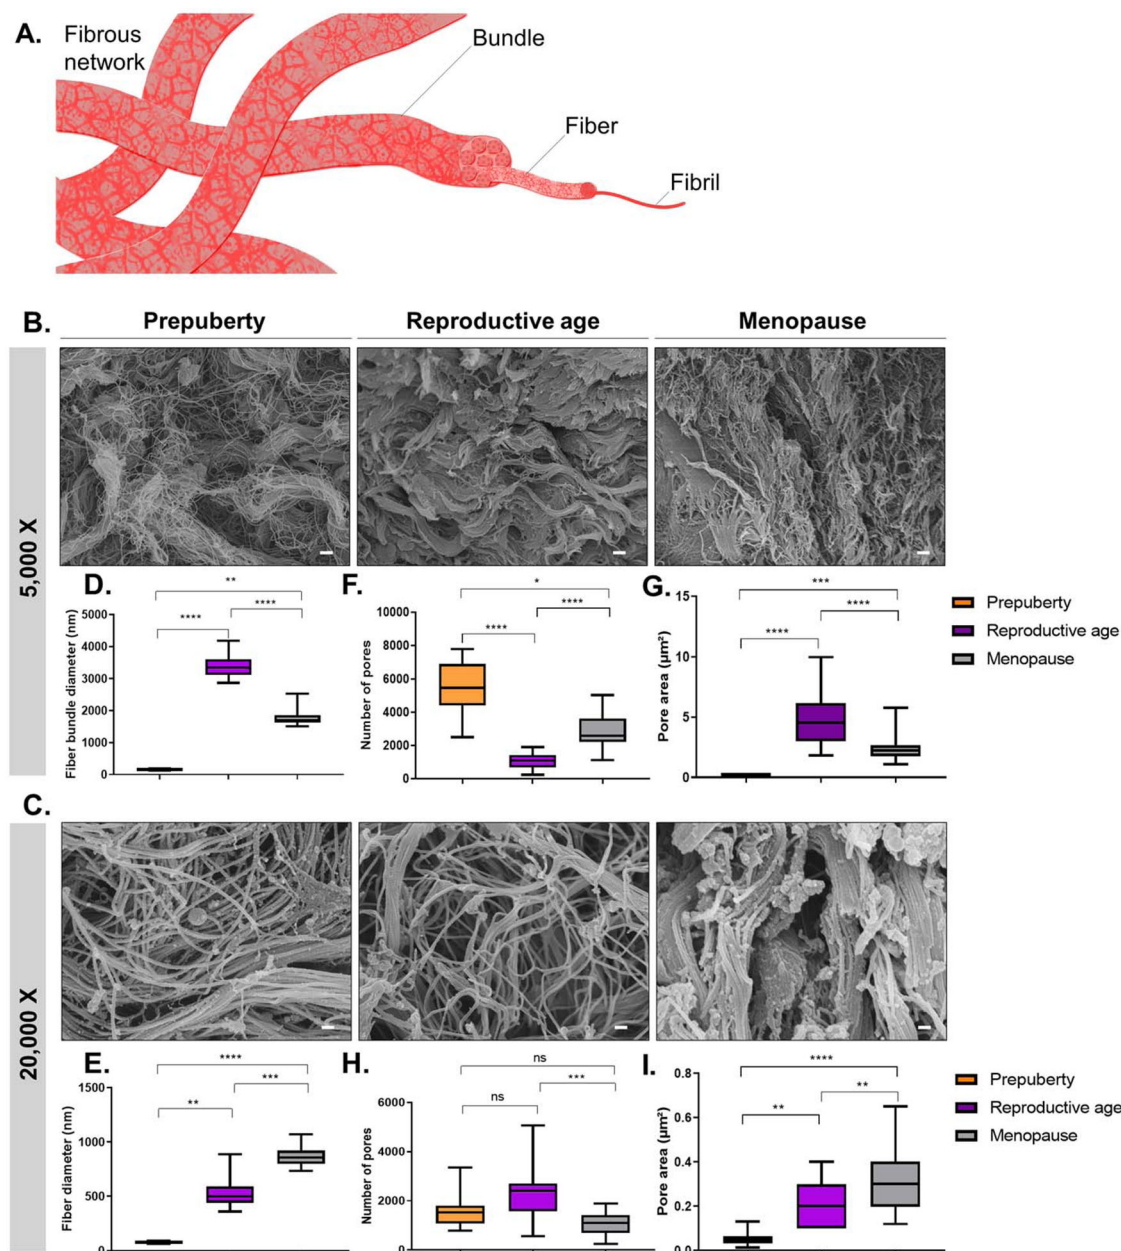 A.
Fibrous
network
Bundle
Fiber
Fibril
B.
Prepuberty
Reproductive age
Menopause
5,000 X
D.
Fiber bundle diameter (nm)
5000
4000
3000
2000
1000
0
****
**
****
F.
Number of pores
10000
8000
6000
4000
2000
0
****
*
****
G.
Pore area (µm²)
15
10
5
0
****
***
****
Prepuberty
Reproductive age
Menopause
C.
20,000 X
E.
Fiber diameter (nm)
1500
1000
500
0
**
****
***
H.
Number of pores
6000
4000
2000
0
ns
ns
***
I.
Pore area (µm²)
0.8
0.6
0.4
0.2
0.0
**
****
**
Prepuberty
Reproductive age
Menopause